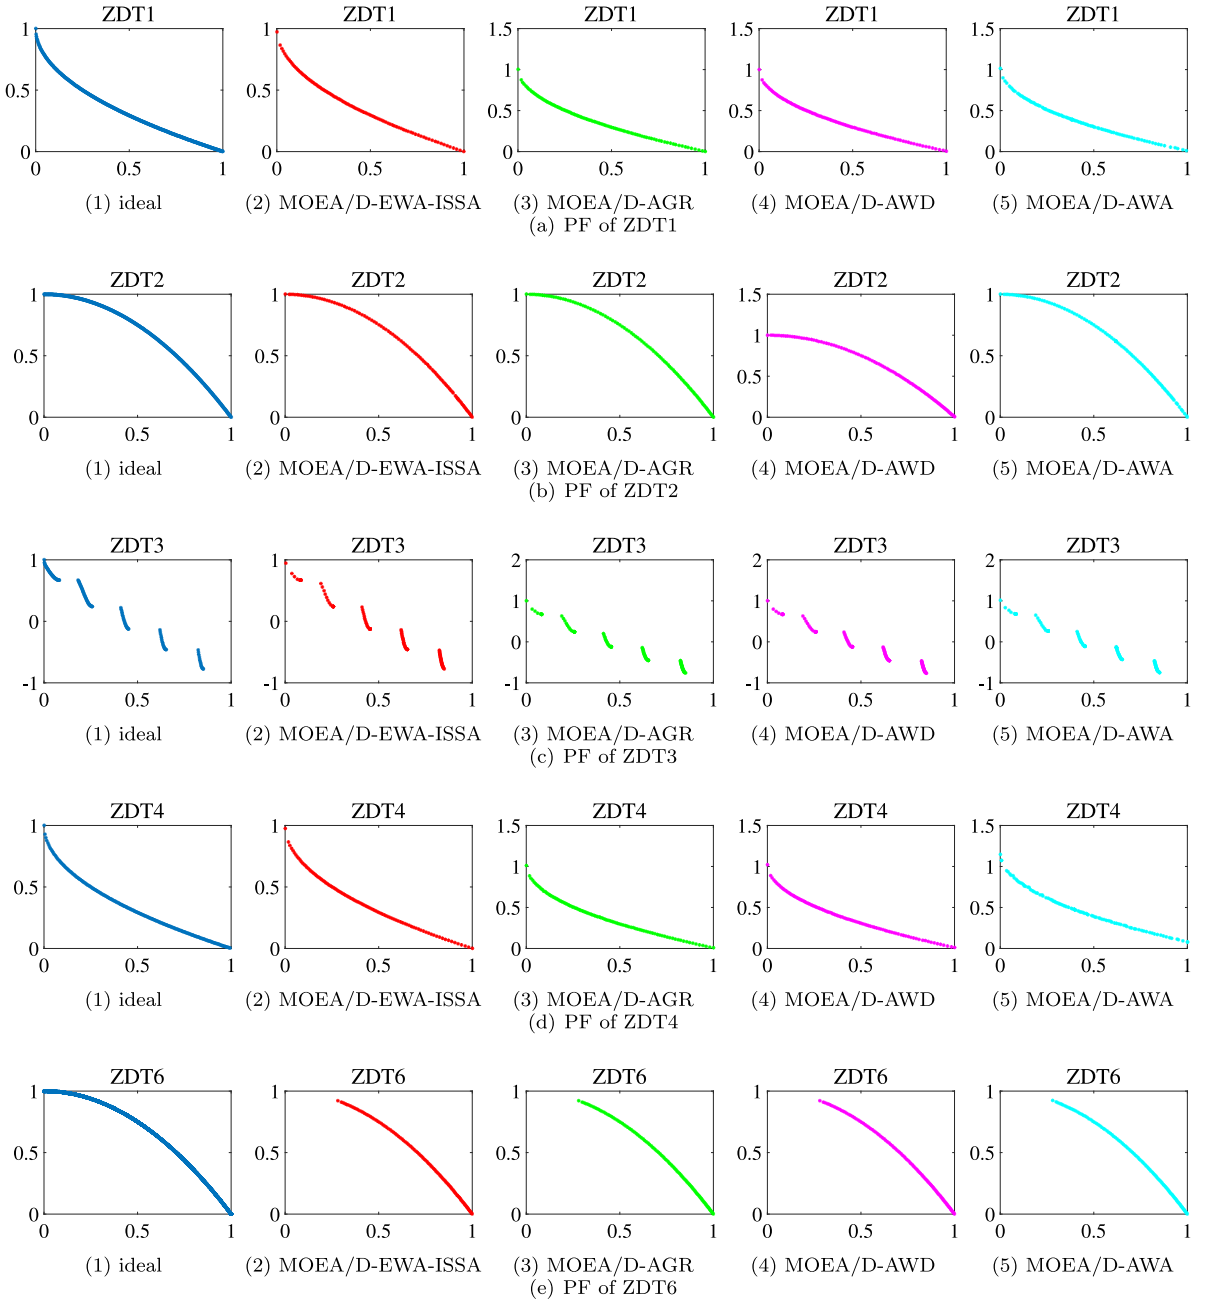 ZDT1 ZDT1 ZDT1 ZDT1 ZDT1
1 1 1.5 1.5 1.5
1 1 1
0.5 0.5 0.5 0.5 0.5
0 0 0 0 0
0 0.5 1 0 0.5 1 0 0.5 1 0 0.5 1 0 0.5 1
(1) ideal (2) MOEA/D-EWA-ISSA (3) MOEA/D-AGR (4) MOEA/D-AWD (5) MOEA/D-AWA
(a) PF of ZDT1
ZDT2 ZDT2 ZDT2 ZDT2 ZDT2
1 1 1 1.5 1
1
0.5 0.5 0.5 0.5 0.5
0 0 0 0 0
0 0.5 1 0 0.5 1 0 0.5 1 0 0.5 1 0 0.5 1
(1) ideal (2) MOEA/D-EWA-ISSA (3) MOEA/D-AGR (4) MOEA/D-AWD (5) MOEA/D-AWA
(b) PF of ZDT2
ZDT3 ZDT3 ZDT3 ZDT3 ZDT3
1 1 2 2 2
1 1 1
0 0 0 0 0
-1 -1 -1 -1 -1
0 0.5 1 0 0.5 1 0 0.5 1 0 0.5 1 0 0.5 1
(1) ideal (2) MOEA/D-EWA-ISSA (3) MOEA/D-AGR (4) MOEA/D-AWD (5) MOEA/D-AWA
(c) PF of ZDT3
ZDT4 ZDT4 ZDT4 ZDT4 ZDT4
1 1 1.5 1.5 1.5
1 1 1
0.5 0.5 0.5 0.5 0.5
0 0 0 0 0
0 0.5 1 0 0.5 1 0 0.5 1 0 0.5 1 0 0.5 1
(1) ideal (2) MOEA/D-EWA-ISSA (3) MOEA/D-AGR (4) MOEA/D-AWD (5) MOEA/D-AWA
(d) PF of ZDT4
ZDT6 ZDT6 ZDT6 ZDT6 ZDT6
1 1 1 1 1
0.5 0.5 0.5 0.5 0.5
0 0 0 0 0
0 0.5 1 0 0.5 1 0 0.5 1 0 0.5 1 0 0.5 1
(1) ideal (2) MOEA/D-EWA-ISSA (3) MOEA/D-AGR (4) MOEA/D-AWD (5) MOEA/D-AWA
(e) PF of ZDT6